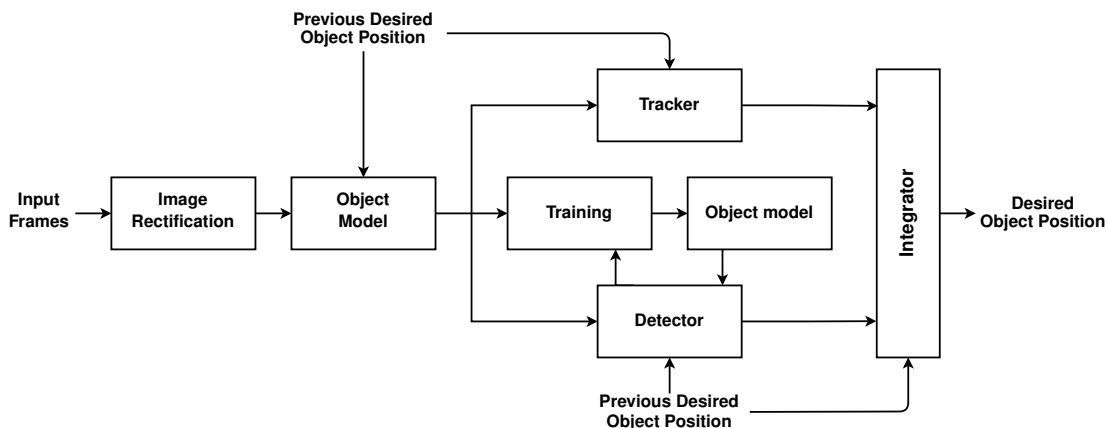 Previous Desired
Object Position
Tracker
Input
Frames
Image
Rectification
Object
Model
Training
Object model
Integrator
Desired
Object Position
Detector
Previous Desired
Object Position